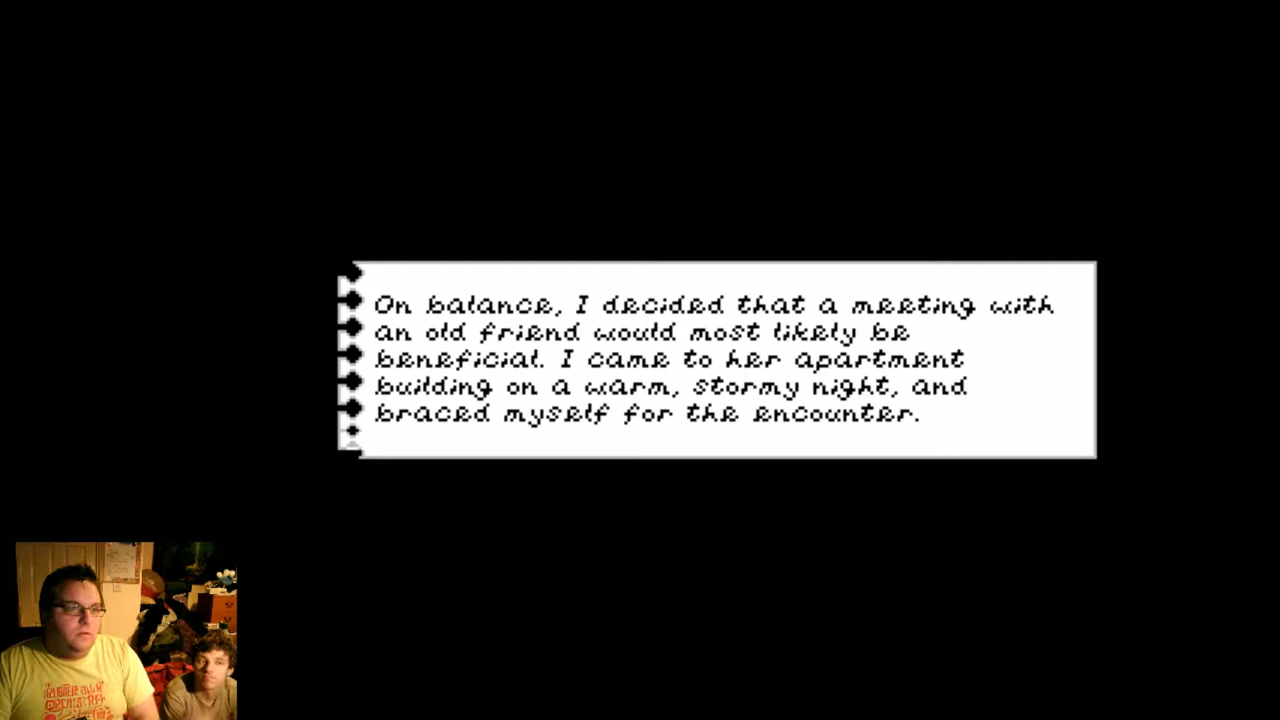 On balance, I decided that a meeting with
an old friend would most likely be
beneficial. I came to her apartment
building on a warm, stormy night, and
braced myself for the encounter.